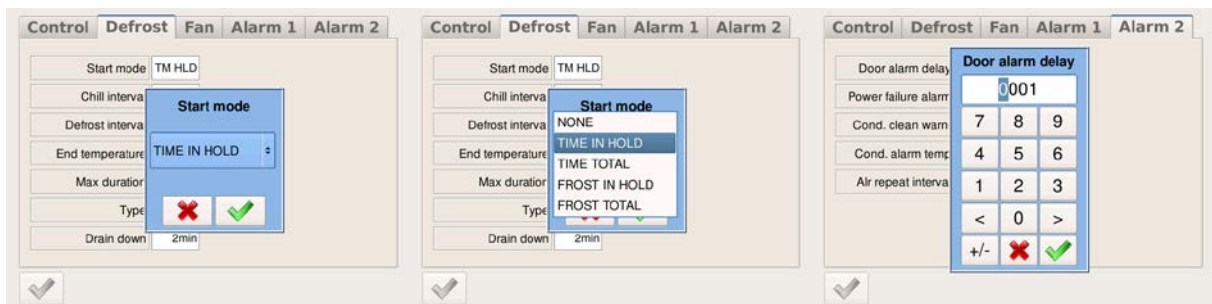 Control Defrost Fan Alarm 1 Alarm 2
Start mode TM HLD
Chill interva
Defrost interva
End temperature
Max duration
Type
Drain down 2min
Start mode
TIME IN HOLD
Control Defrost Fan Alarm 1 Alarm 2
Start mode TM HLD
Chill interva
Defrost interva
End temperature
Max duration
Type
Drain down 2min
Start mode
NONE
TIME IN HOLD
TIME TOTAL
FROST IN HOLD
FROST TOTAL
Control Defrost Fan Alarm 1 Alarm 2
Door alarm delay
Power failure alarm
Cond. clean warn
Cond. alarm temp
Alr repeat interva
Door alarm delay
0001
7 8 9
4 5 6
1 2 3
< 0 >
+/-